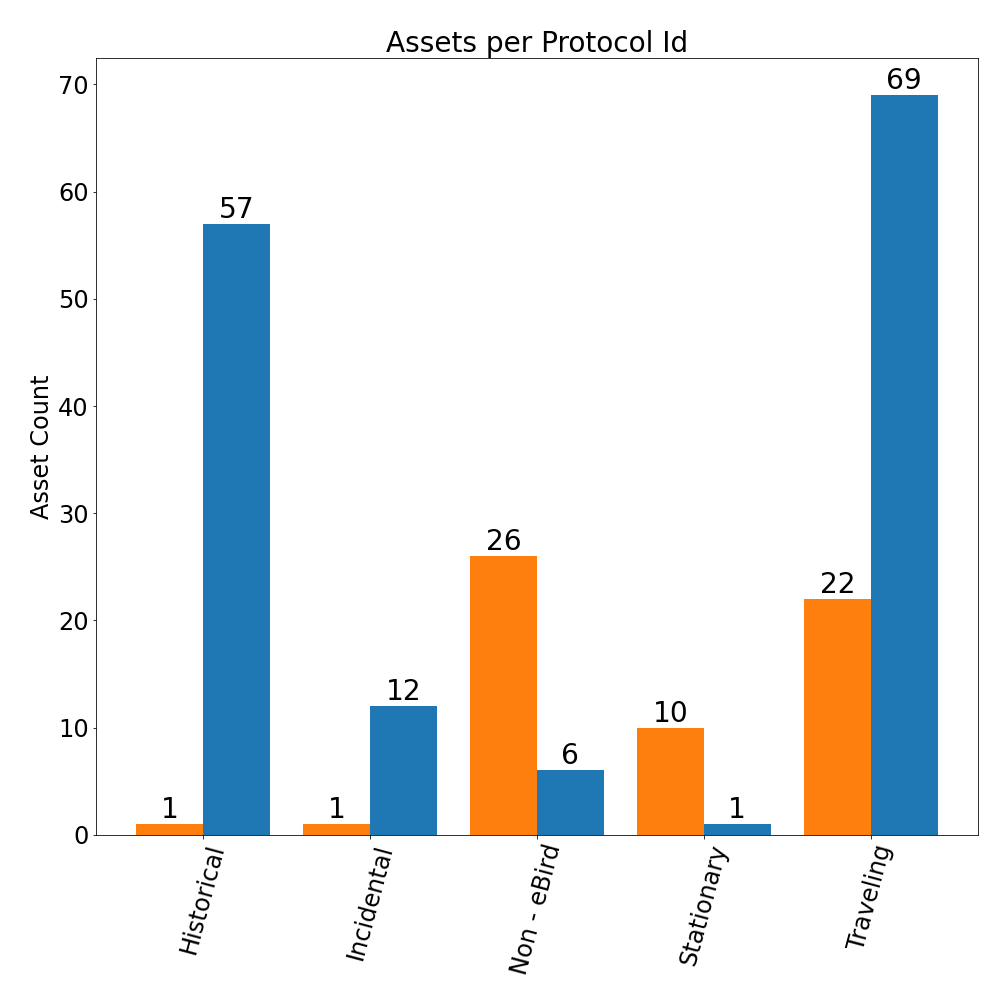 Assets per Protocol Id
Asset Count
70
60
50
40
30
20
10
0
1
57
1
12
26
6
10
1
22
69
Historical
Incidental
Non - eBird
Stationary
Traveling